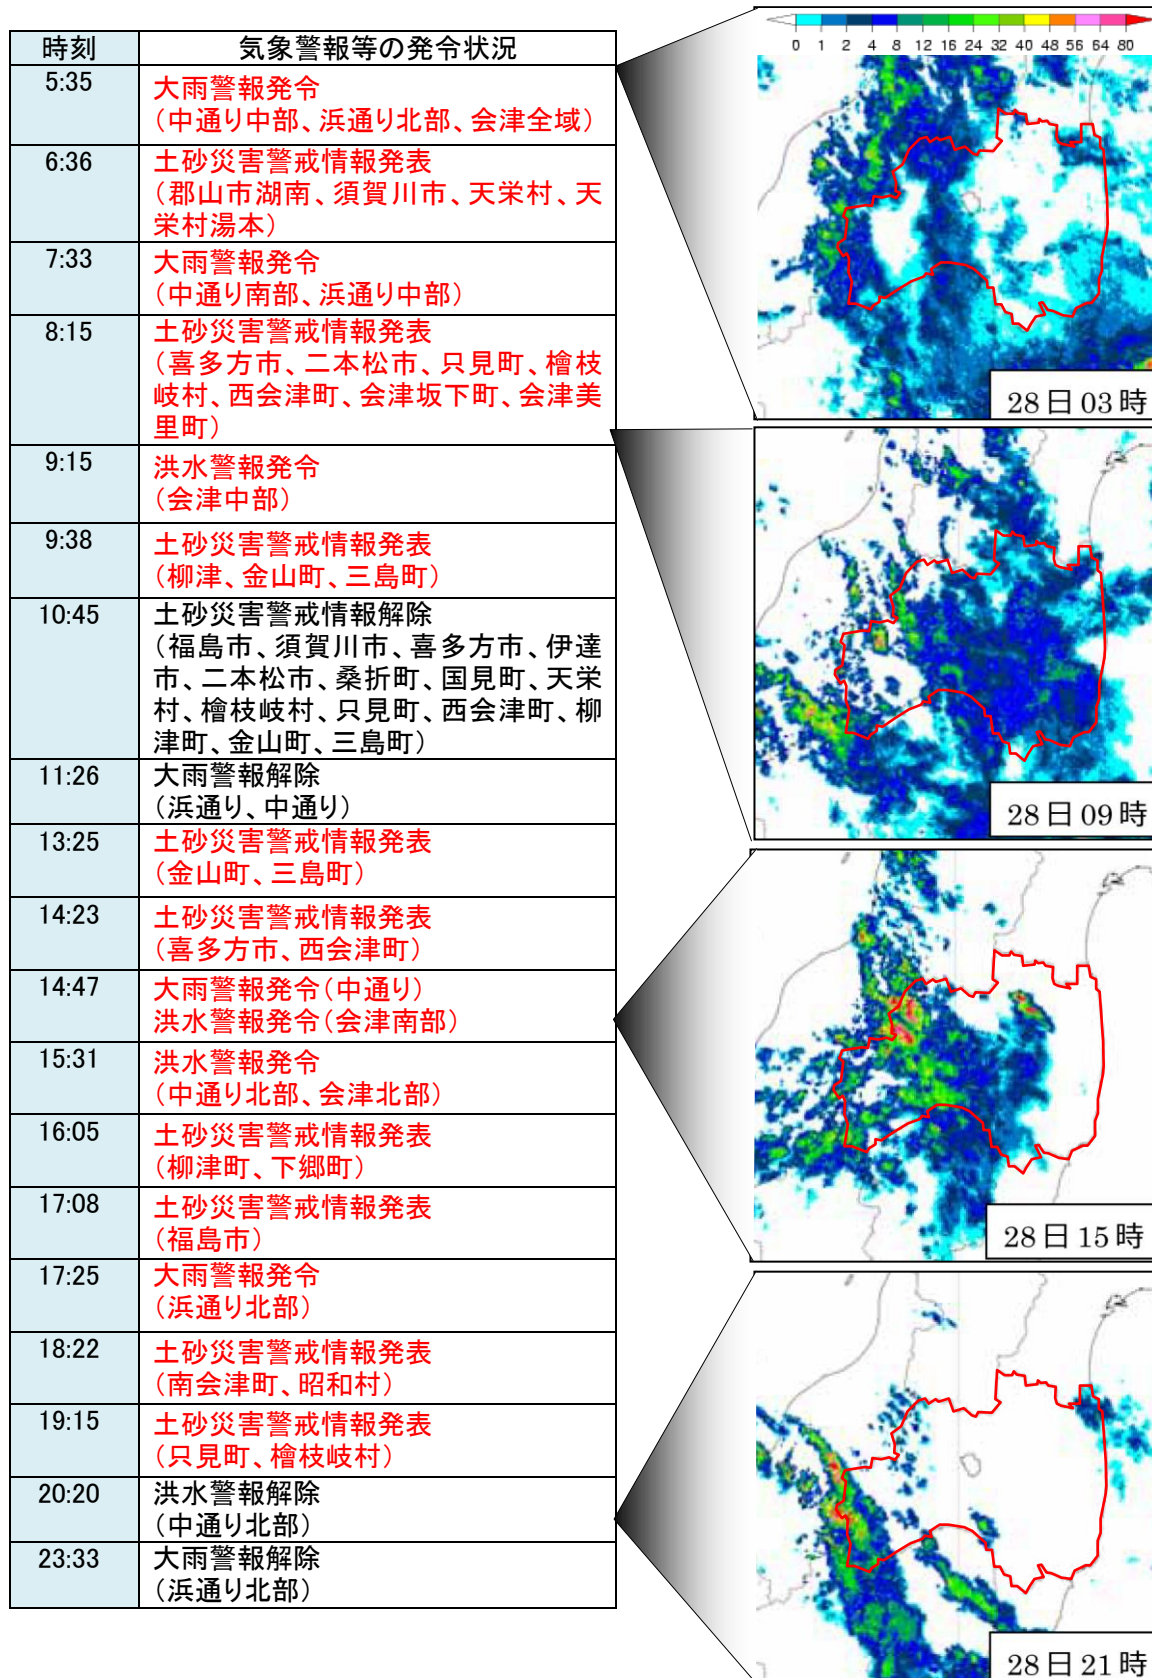 時刻 気象警報等の発令状況
5:35 大雨警報発令
（中通り中部、浜通り北部、会津全域）
6:36 土砂災害警戒情報発表
（郡山市湖南、須賀川市、天栄村、天
栄村湯本）
7:33 大雨警報発令
（中通り南部、浜通り中部）
8:15 土砂災害警戒情報発表
（喜多方市、二本松市、只見町、檜枝
岐村、西会津町、会津坂下町、会津美
里町）
9:15 洪水警報発令
（会津中部）
9:38 土砂災害警戒情報発表
（柳津、金山町、三島町）
10:45 土砂災害警戒情報解除
（福島市、須賀川市、喜多方市、伊達
市、二本松市、桑折町、国見町、天栄
村、檜枝岐村、只見町、西会津町、柳
津町、金山町、三島町）
11:26 大雨警報解除
（浜通り、中通り）
13:25 土砂災害警戒情報発表
（金山町、三島町）
14:23 土砂災害警戒情報発表
（喜多方市、西会津町）
14:47 大雨警報発令（中通り）
洪水警報発令（会津南部）
15:31 洪水警報発令
（中通り北部、会津北部）
16:05 土砂災害警戒情報発表
（柳津町、下郷町）
17:08 土砂災害警戒情報発表
（福島市）
17:25 大雨警報発令
（浜通り北部）
18:22 土砂災害警戒情報発表
（南会津町、昭和村）
19:15 土砂災害警戒情報発表
（只見町、檜枝岐村）
20:20 洪水警報解除
（中通り北部）
23:33 大雨警報解除
（浜通り北部）
0 1 2 4 8 12 16 24 32 40 48 56 64 80
28日03時
28日09時
28日15時
28日21時